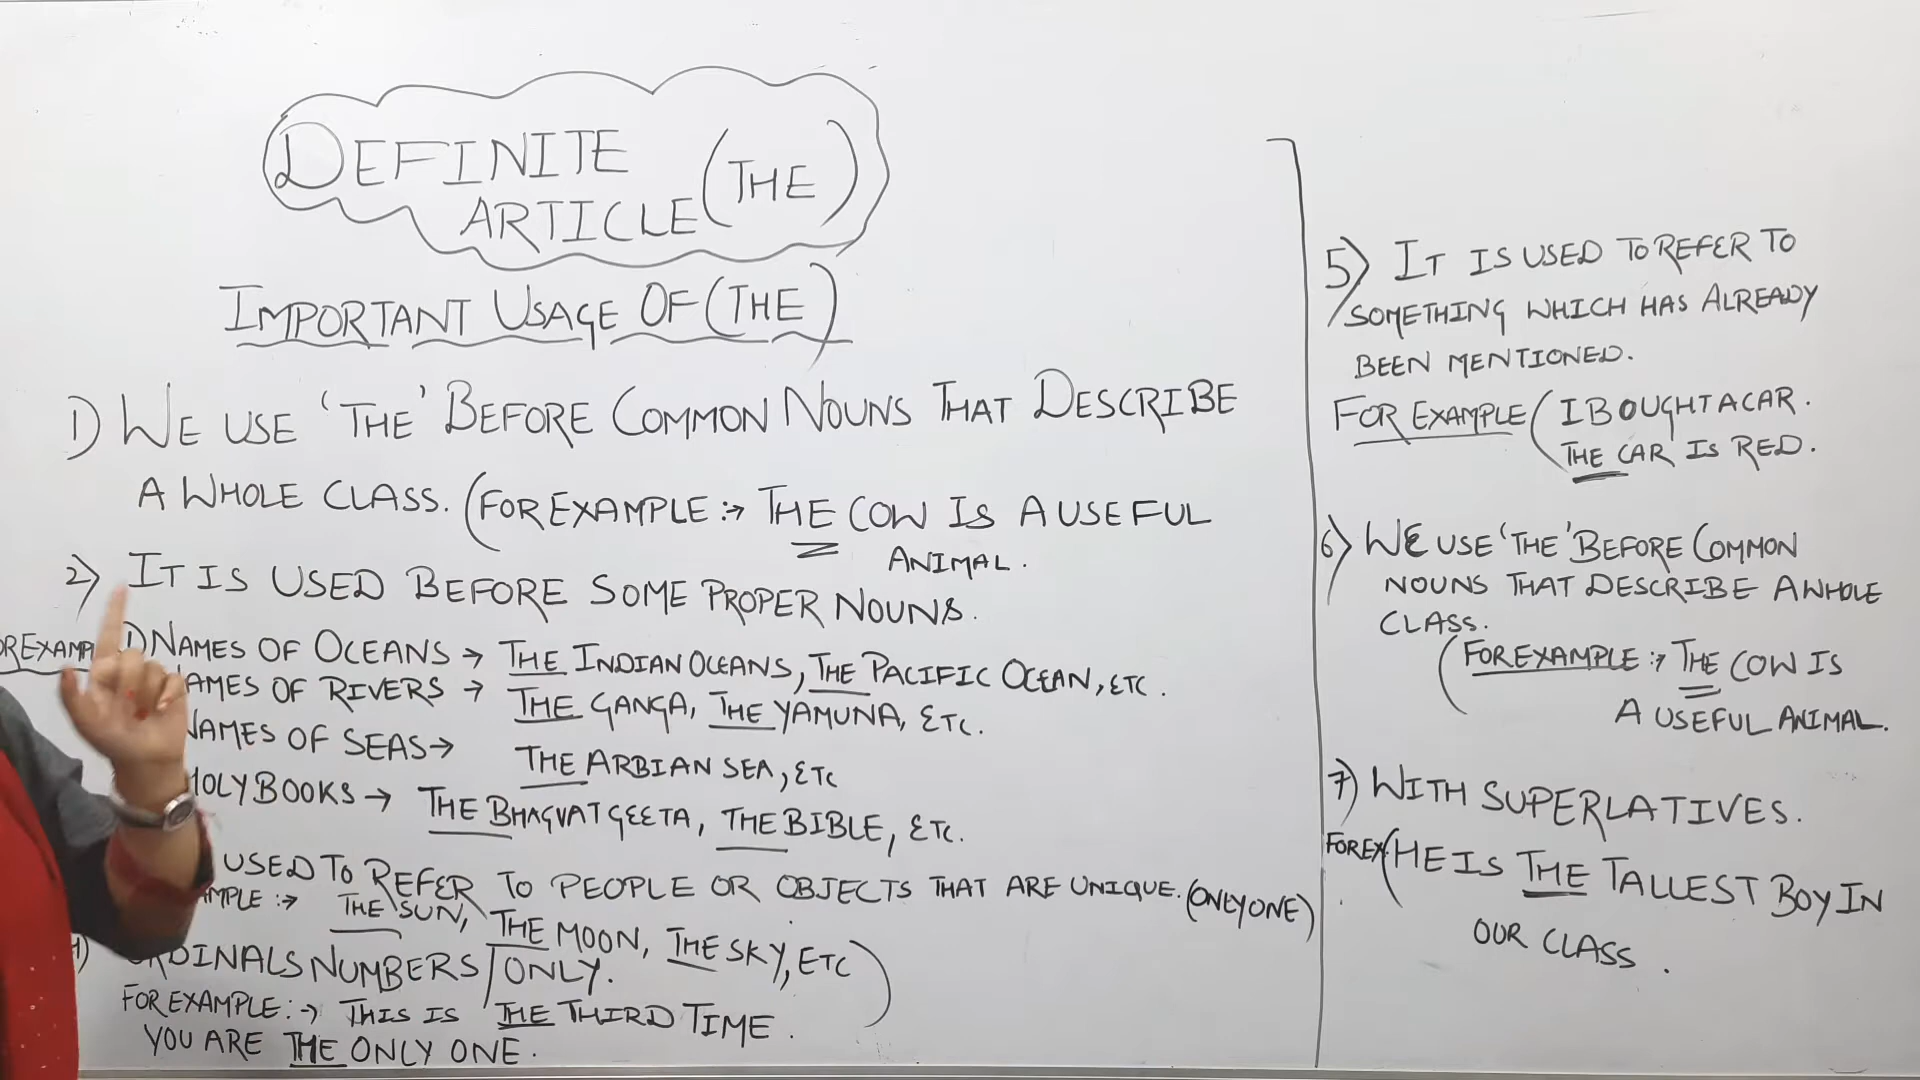 DEFINITE
ARTICLE (THE)
IMPORTANT USAGE OF (THE)
1) WE USE 'THE' BEFORE COMMON NOUNS THAT DESCRIBE
A WHOLE CLASS. (FOR EXAMPLE :→ THE COW IS A USEFUL
ANIMAL.
2) IT IS USED BEFORE SOME PROPER NOUNS.
1) NAMES OF OCEANS → THE INDIAN OCEANS, THE PACIFIC OCEAN, ETC.
NAMES OF RIVERS → THE GANGA, THE YAMUNA, ETC.
NAMES OF SEAS → THE ARBIAN SEA, ETC
HOLY BOOKS → THE BHAGVAT GEETA, THE BIBLE, ETC.
USED TO REFER TO PEOPLE OR OBJECTS THAT ARE UNIQUE. (ONLY ONE)
:→ THE SUN, THE MOON, THE SKY, ETC)
ORDINALS NUMBERS / ONLY.
FOR EXAMPLE :→ THIS IS THE THIRD TIME.
YOU ARE THE ONLY ONE.
5) IT IS USED TO REFER TO
SOMETHING WHICH HAS ALREADY
BEEN MENTIONED.
FOR EXAMPLE (I BOUGHT A CAR.
THE CAR IS RED.
6) WE USE 'THE' BEFORE COMMON
NOUNS THAT DESCRIBE A WHOLE
CLASS.
(FOR EXAMPLE :→ THE COW IS
A USEFUL ANIMAL.
7) WITH SUPERLATIVES.
FOR EX. (HE IS THE TALLEST BOY IN
OUR CLASS.